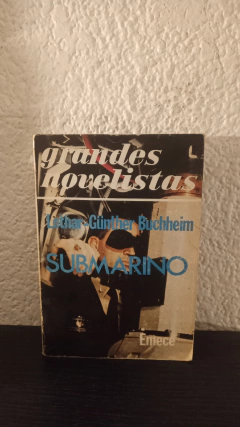 grandes
novelistas
Lothar-Günther Buchheim
SUBMARINO
Emecé